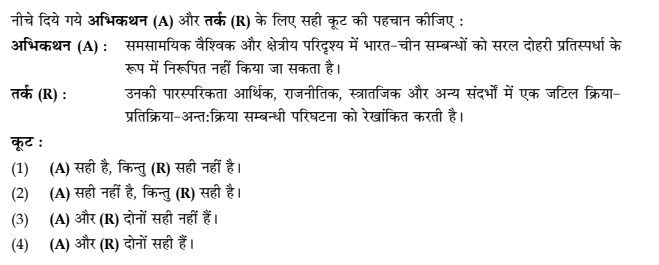 नीचे दिये गये अभिकथन (A) और तर्क (R) के लिए सही कूट की पहचान कीजिए :
अभिकथन (A) : समसामयिक वैश्विक और क्षेत्रीय परिदृश्य में भारत-चीन सम्बन्धों को सरल दोहरी प्रतिस्पर्धा के
रूप में निरूपित नहीं किया जा सकता है।
तर्क (R) : उनकी पारस्परिकता आर्थिक, राजनीतिक, स्त्रातजिक और अन्य संदर्भों में एक जटिल क्रिया-
प्रतिक्रिया-अन्त:क्रिया सम्बन्धी परिघटना को रेखांकित करती है।
कूट :
(1) (A) सही है, किन्तु (R) सही नहीं है।
(2) (A) सही नहीं है, किन्तु (R) सही है।
(3) (A) और (R) दोनों सही नहीं हैं।
(4) (A) और (R) दोनों सही हैं।